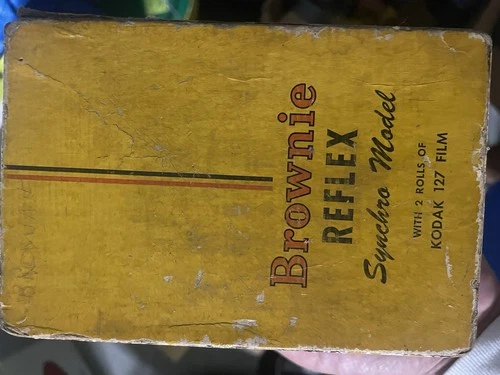 Brownie
REFLEX
Synchro Model
WITH 2 ROLLS OF
KODAK 127 FILM